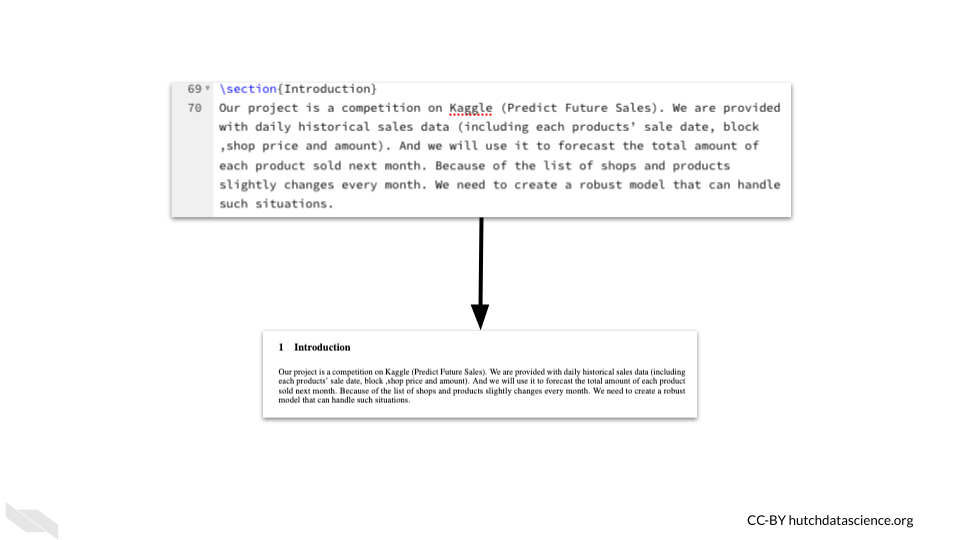 69 \section{Introduction}
70 Our project is a competition on Kaggle (Predict Future Sales). We are provided
with daily historical sales data (including each products’ sale date, block
,shop price and amount). And we will use it to forecast the total amount of
each product sold next month. Because of the list of shops and products
slightly changes every month. We need to create a robust model that can handle
such situations.
1 Introduction
Our project is a competition on Kaggle (Predict Future Sales). We are provided with daily historical sales data (including
each products’ sale date, block ,shop price and amount). And we will use it to forecast the total amount of each product
sold next month. Because of the list of shops and products slightly changes every month. We need to create a robust
model that can handle such situations.
CC-BY hutchdatascience.org